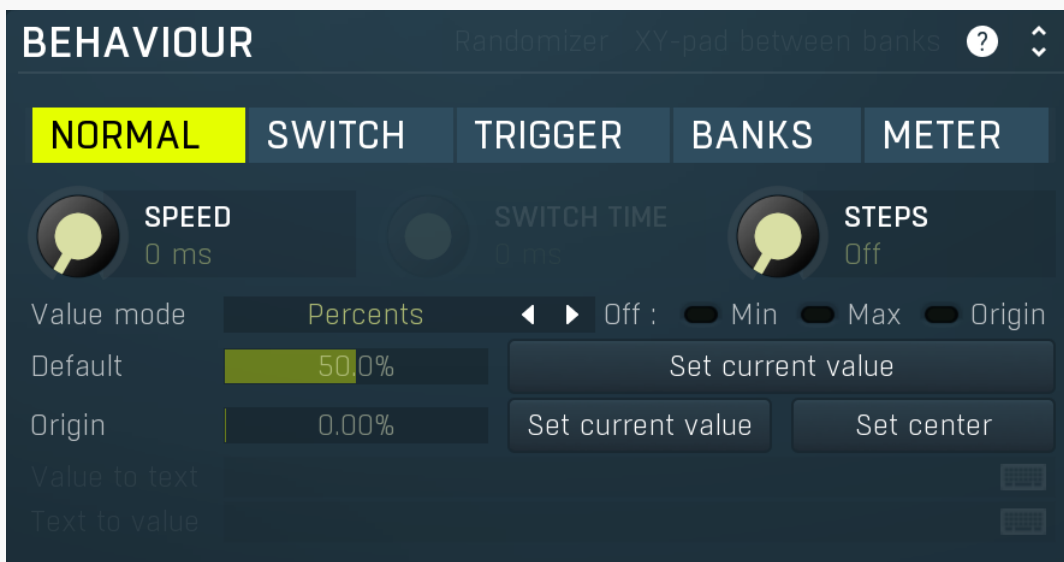 BEHAVIOUR Randomizer XY-pad between banks ?
NORMAL SWITCH TRIGGER BANKS METER
SPEED SWITCH TIME STEPS
0 ms 0 ms Off
Value mode Percents Off : Min Max Origin
Default 50.0% Set current value
Origin 0.00% Set current value Set center
Value to text
Text to value